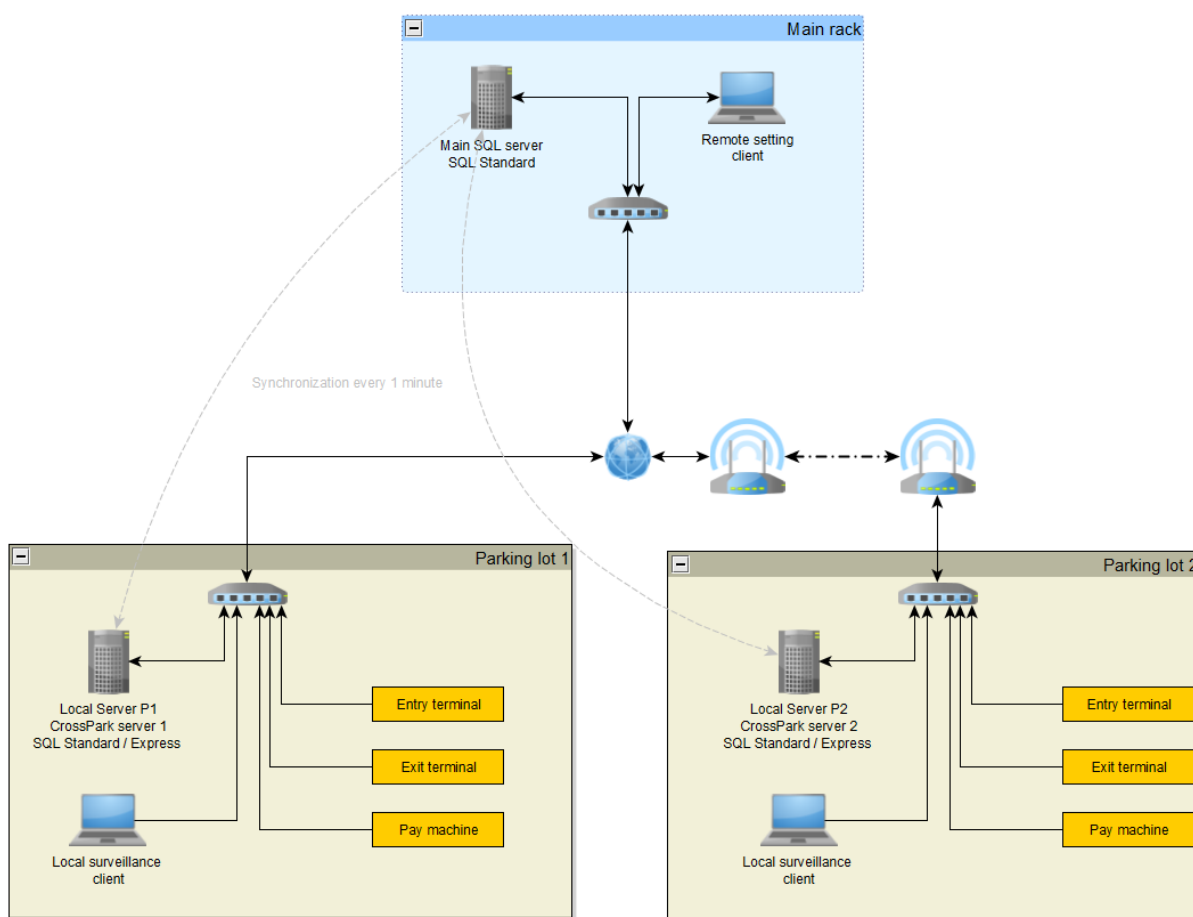 Main rack
Main SQL server
SQL Standard
Remote setting
client
Synchronization every 1 minute
Parking lot 1
Local Server P1
CrossPark server 1
SQL Standard / Express
Entry terminal
Exit terminal
Pay machine
Local surveillance
client
Parking lot 2
Local Server P2
CrossPark server 2
SQL Standard / Express
Entry terminal
Exit terminal
Pay machine
Local surveillance
client